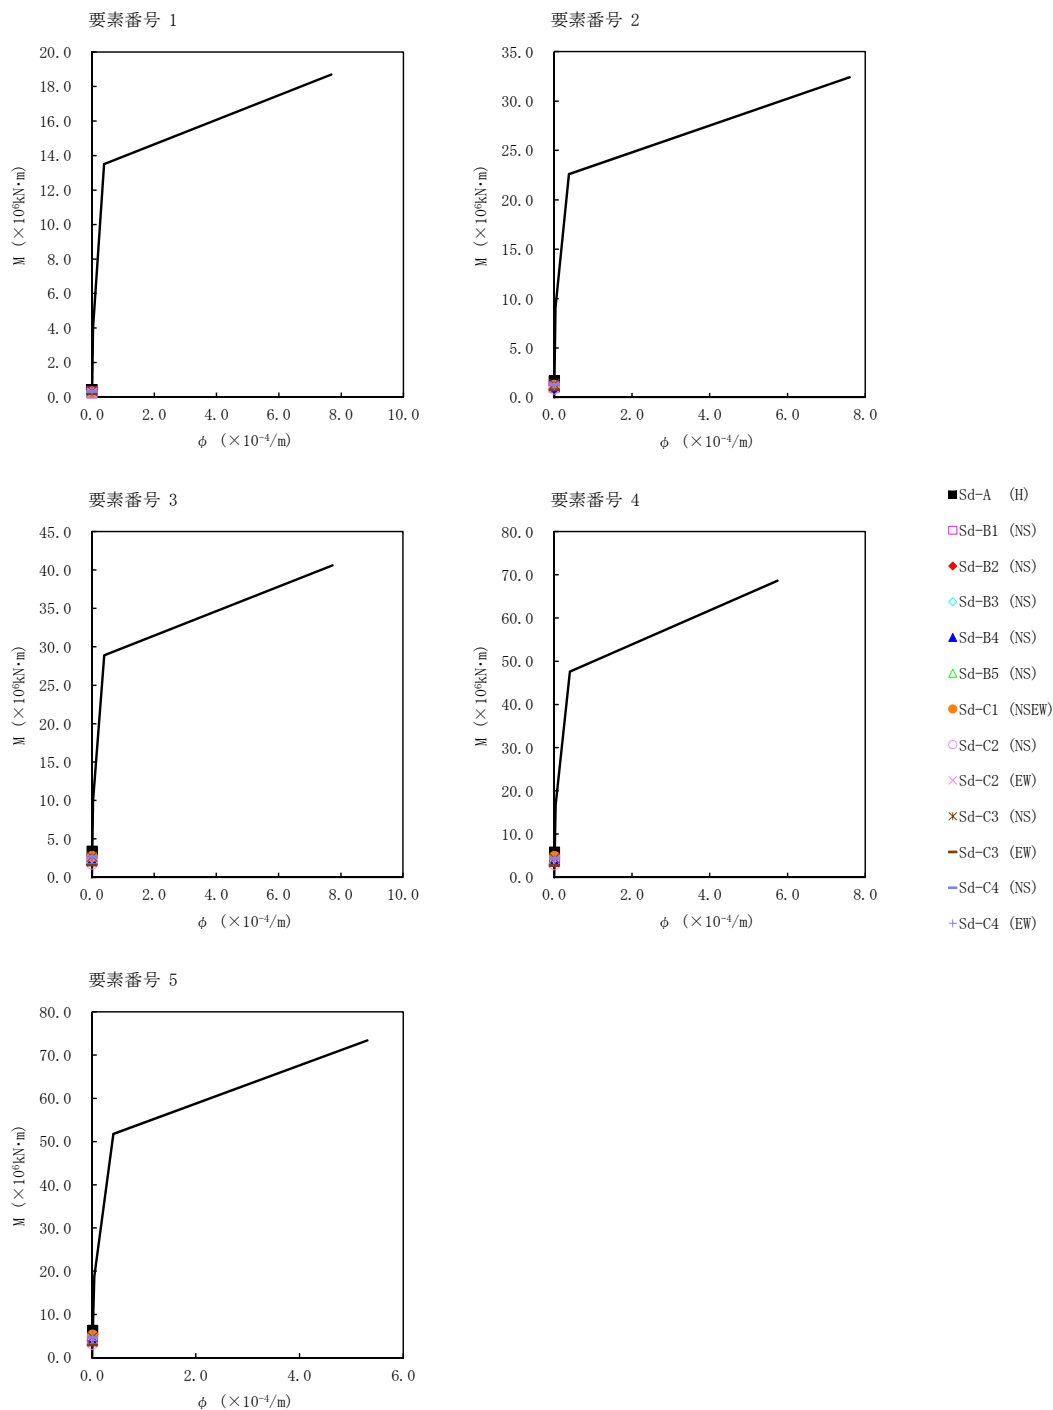 要素番号 1
20.0
18.0
16.0
14.0
12.0
10.0
8.0
6.0
4.0
2.0
0.0
M (×10⁶kN・m)
0.0 2.0 4.0 6.0 8.0 10.0
φ (×10⁻⁴/m)
要素番号 2
35.0
30.0
25.0
20.0
15.0
10.0
5.0
0.0
M (×10⁶kN・m)
0.0 2.0 4.0 6.0 8.0
φ (×10⁻⁴/m)
要素番号 3
45.0
40.0
35.0
30.0
25.0
20.0
15.0
10.0
5.0
0.0
M (×10⁶kN・m)
0.0 2.0 4.0 6.0 8.0 10.0
φ (×10⁻⁴/m)
要素番号 4
80.0
70.0
60.0
50.0
40.0
30.0
20.0
10.0
0.0
M (×10⁶kN・m)
0.0 2.0 4.0 6.0 8.0
φ (×10⁻⁴/m)
Sd-A (H)
Sd-B1 (NS)
Sd-B2 (NS)
Sd-B3 (NS)
Sd-B4 (NS)
Sd-B5 (NS)
Sd-C1 (NSEW)
Sd-C2 (NS)
Sd-C2 (EW)
Sd-C3 (NS)
Sd-C3 (EW)
Sd-C4 (NS)
Sd-C4 (EW)
要素番号 5
80.0
70.0
60.0
50.0
40.0
30.0
20.0
10.0
0.0
M (×10⁶kN・m)
0.0 2.0 4.0 6.0
φ (×10⁻⁴/m)